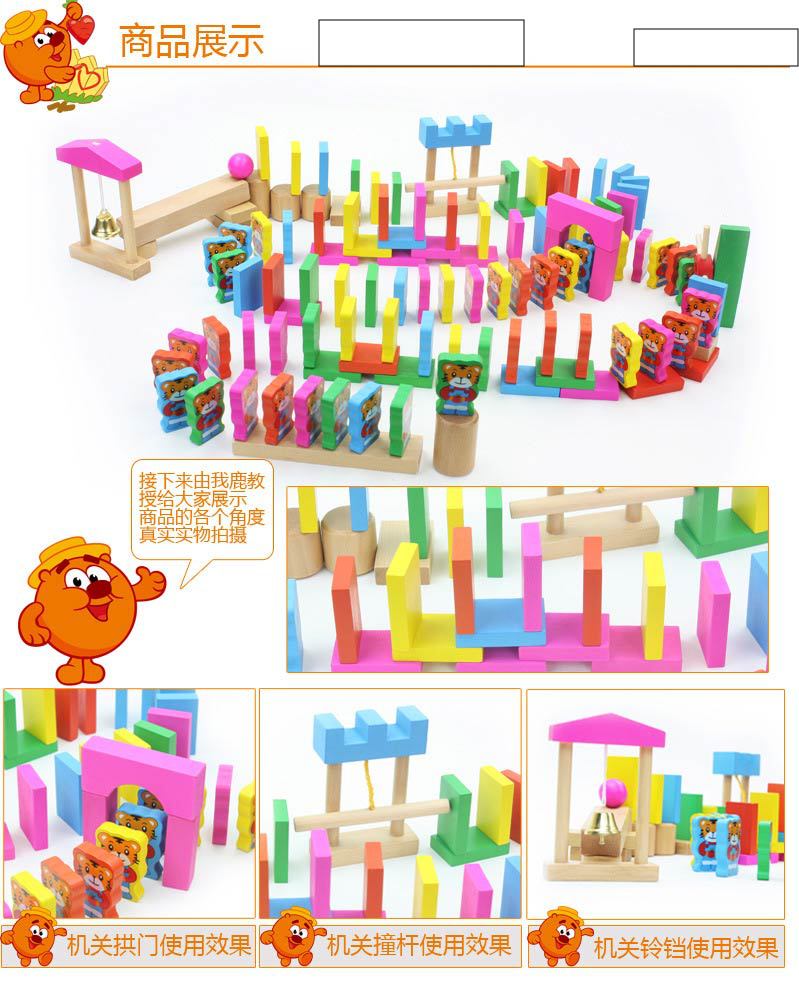 商品展示
接下来由我鹿教
授给大家展示
商品的各个角度
真实实物拍摄
机关拱门使用效果
机关撞杆使用效果
机关铃铛使用效果